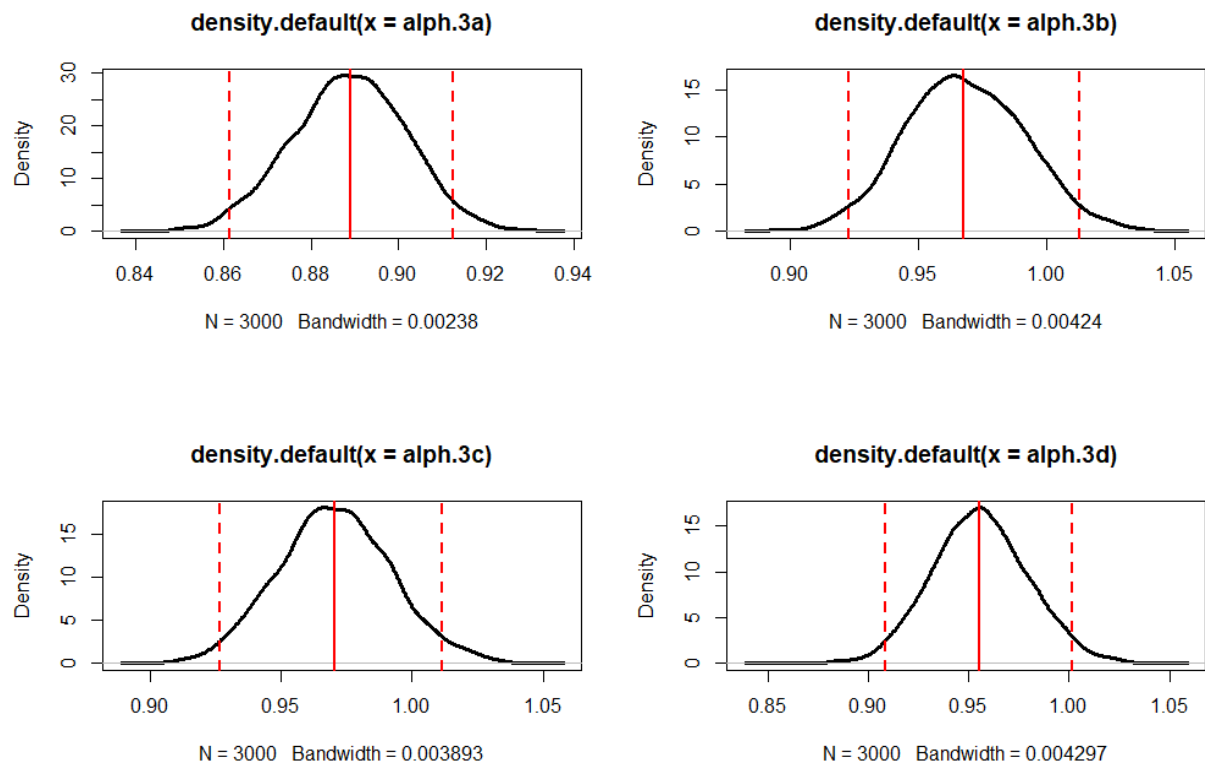 density.default(x = alph.3a)
Density
0
10
20
30
0.84 0.86 0.88 0.90 0.92 0.94
N = 3000 Bandwidth = 0.00238
density.default(x = alph.3b)
Density
0
5
10
15
0.90 0.95 1.00 1.05
N = 3000 Bandwidth = 0.00424
density.default(x = alph.3c)
Density
0
5
10
15
0.90 0.95 1.00 1.05
N = 3000 Bandwidth = 0.003893
density.default(x = alph.3d)
Density
0
5
10
15
0.85 0.90 0.95 1.00 1.05
N = 3000 Bandwidth = 0.004297